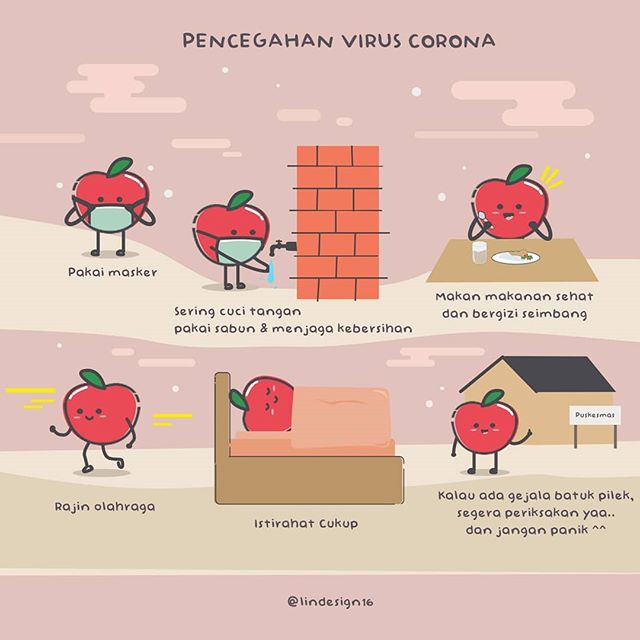 PENCEGAHAN VIRUS CORONA
Pakai masker
Sering cuci tangan
pakai sabun & menjaga kebersihan
Makan makanan sehat
dan bergizi seimbang
Rajin olahraga
Istirahat Cukup
Puskesmas
Kalau ada gejala batuk pilek,
segera periksakan yaa..
dan jangan panik ^^
@lindesign16